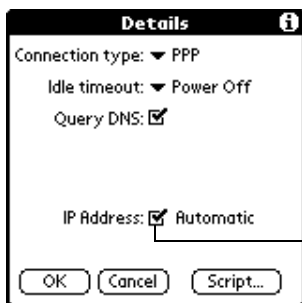 Details
Connection type: PPP
Idle timeout: Power Off
Query DNS:
IP Address: Automatic
OK Cancel Script...